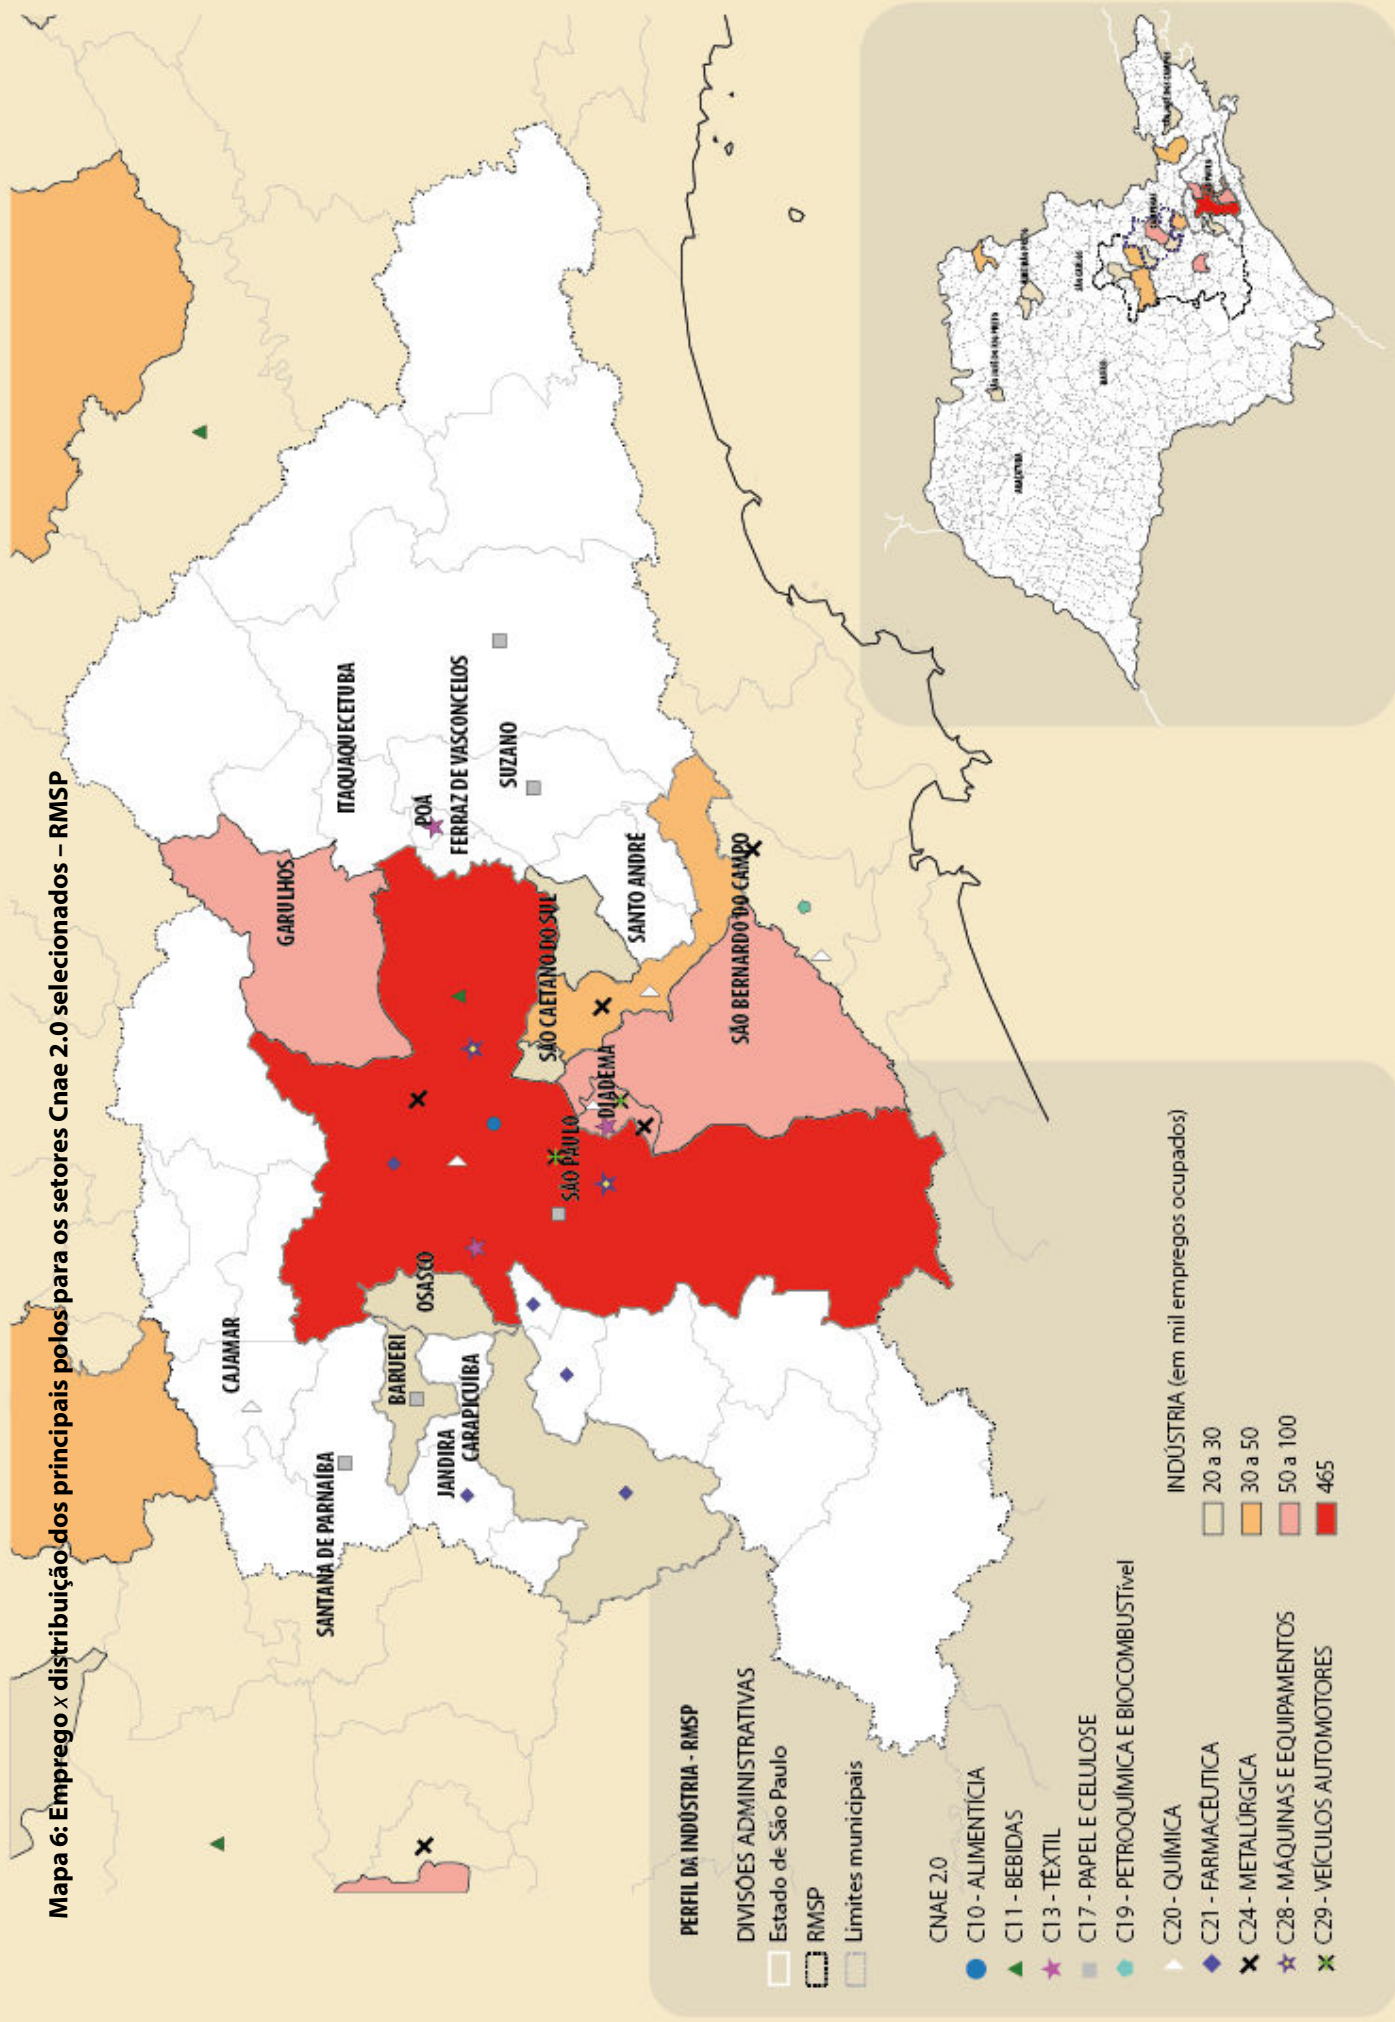 Mapa 6: Emprego x distribuição dos principais polos para os setores Cnae 2.0 selecionados – RMSP
GARULHOS
ITAQUAQUECETUBA
POÁ
FERRAZ DE VASCONCELOS
SUZANO
CAJAMAR
SANTANA DE PARNAÍBA
BARUERI
OSASCO
JANDIRA
CARAPICUÍBA
SÃO PAULO
SÃO CAETANO DO SUL
DIADEMA
SANTO ANDRÉ
SÃO BERNARDO DO CAMPO
PERFIL DA INDÚSTRIA - RMSP
DIVISÕES ADMINISTRATIVAS
Estado de São Paulo
RMSP
Limites municipais
CNAE 2.0
C10 - ALIMENTÍCIA
C11 - BEBIDAS
C13 - TÊXTIL
C17 - PAPEL E CELULOSE
C19 - PETROQUÍMICA E BIOCOMBUSTível
C20 - QUÍMICA
C21 - FARMACÊUTICA
C24 - METALÚRGICA
C28 - MÁQUINAS E EQUIPAMENTOS
C29 - VEÍCULOS AUTOMOTORES
INDÚSTRIA (em mil empregos ocupados)
20 a 30
30 a 50
50 a 100
465